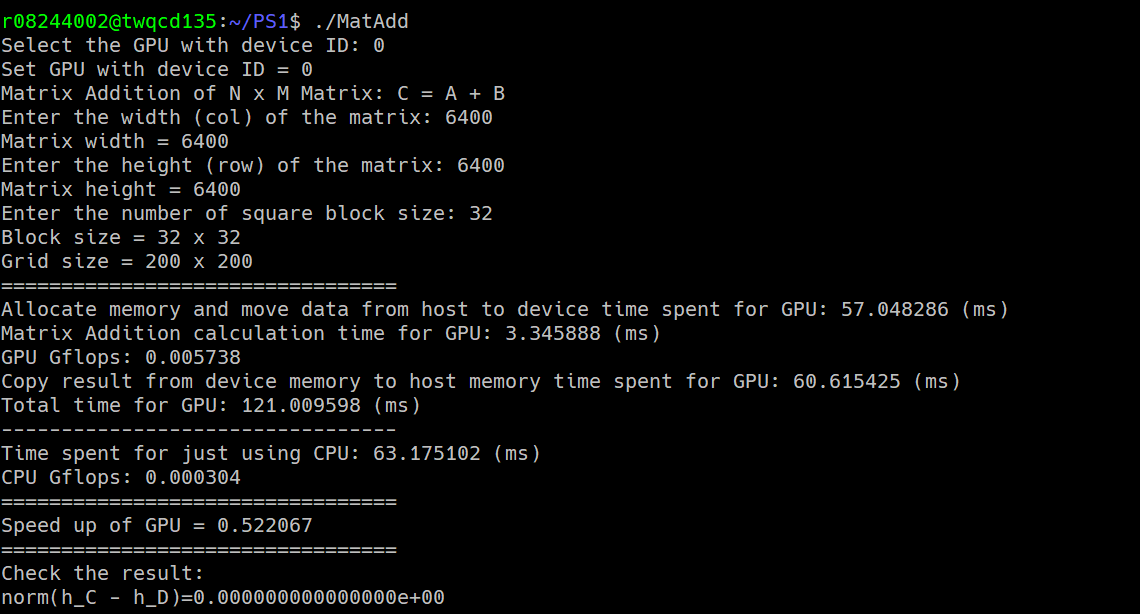 r08244002@twqcd135:~/PS1$ ./MatAdd
Select the GPU with device ID: 0
Set GPU with device ID = 0
Matrix Addition of N x M Matrix: C = A + B
Enter the width (col) of the matrix: 6400
Matrix width = 6400
Enter the height (row) of the matrix: 6400
Matrix height = 6400
Enter the number of square block size: 32
Block size = 32 x 32
Grid size = 200 x 200
=================================
Allocate memory and move data from host to device time spent for GPU: 57.048286 (ms)
Matrix Addition calculation time for GPU: 3.345888 (ms)
GPU Gflops: 0.005738
Copy result from device memory to host memory time spent for GPU: 60.615425 (ms)
Total time for GPU: 121.009598 (ms)
---------------------------------
Time spent for just using CPU: 63.175102 (ms)
CPU Gflops: 0.000304
=================================
Speed up of GPU = 0.522067
=================================
Check the result:
norm(h_C - h_D)=0.000000000000000e+00